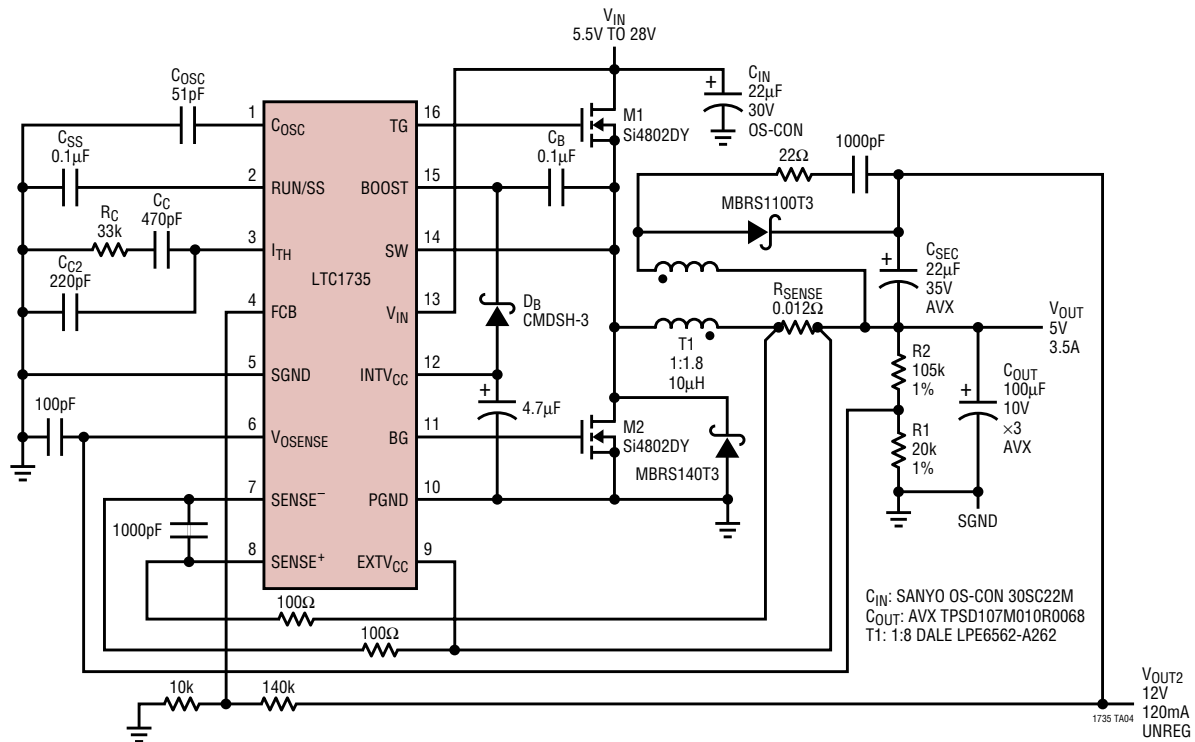 VIN
5.5V TO 28V
COSC
51pF
CSS
0.1µF
RC
33k
CC
470pF
CC2
220pF
100pF
1
2
3
4
5
6
7
8
COSC
RUN/SS
ITH
FCB
SGND
VOSENSE
SENSE–
SENSE+
LTC1735
TG
BOOST
SW
VIN
INTVCC
BG
PGND
EXTVCC
16
15
14
13
12
11
10
9
1000pF
CB
0.1µF
DB
CMDSH-3
+
4.7µF
M1
Si4802DY
+
CIN
22µF
30V
OS-CON
22Ω
1000pF
MBRS1100T3
+
CSEC
22µF
35V
AVX
RSENSE
0.012Ω
T1
1:1.8
10µH
M2
Si4802DY
MBRS140T3
VOUT
5V
3.5A
R2
105k
1%
R1
20k
1%
+
COUT
100µF
10V
×3
AVX
SGND
100Ω
100Ω
10k
140k
CIN: SANYO OS-CON 30SC22M
COUT: AVX TPSD107M010R0068
T1: 1:8 DALE LPE6562-A262
VOUT2
12V
120mA
UNREG
1735 TA04